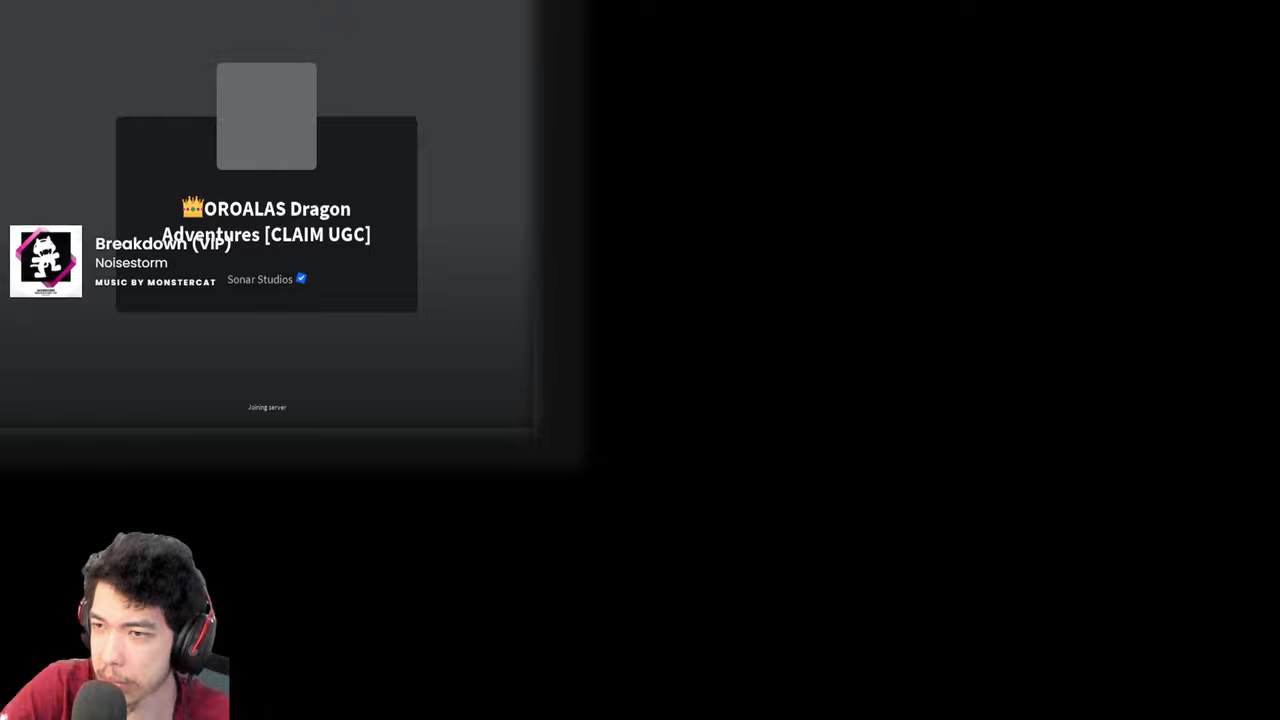 👑OROALAS Dragon
Adventures [CLAIM UGC]
Breakdown (VIP)
Noisestorm
MUSIC BY MONSTERCAT
Sonar Studios
Joining server